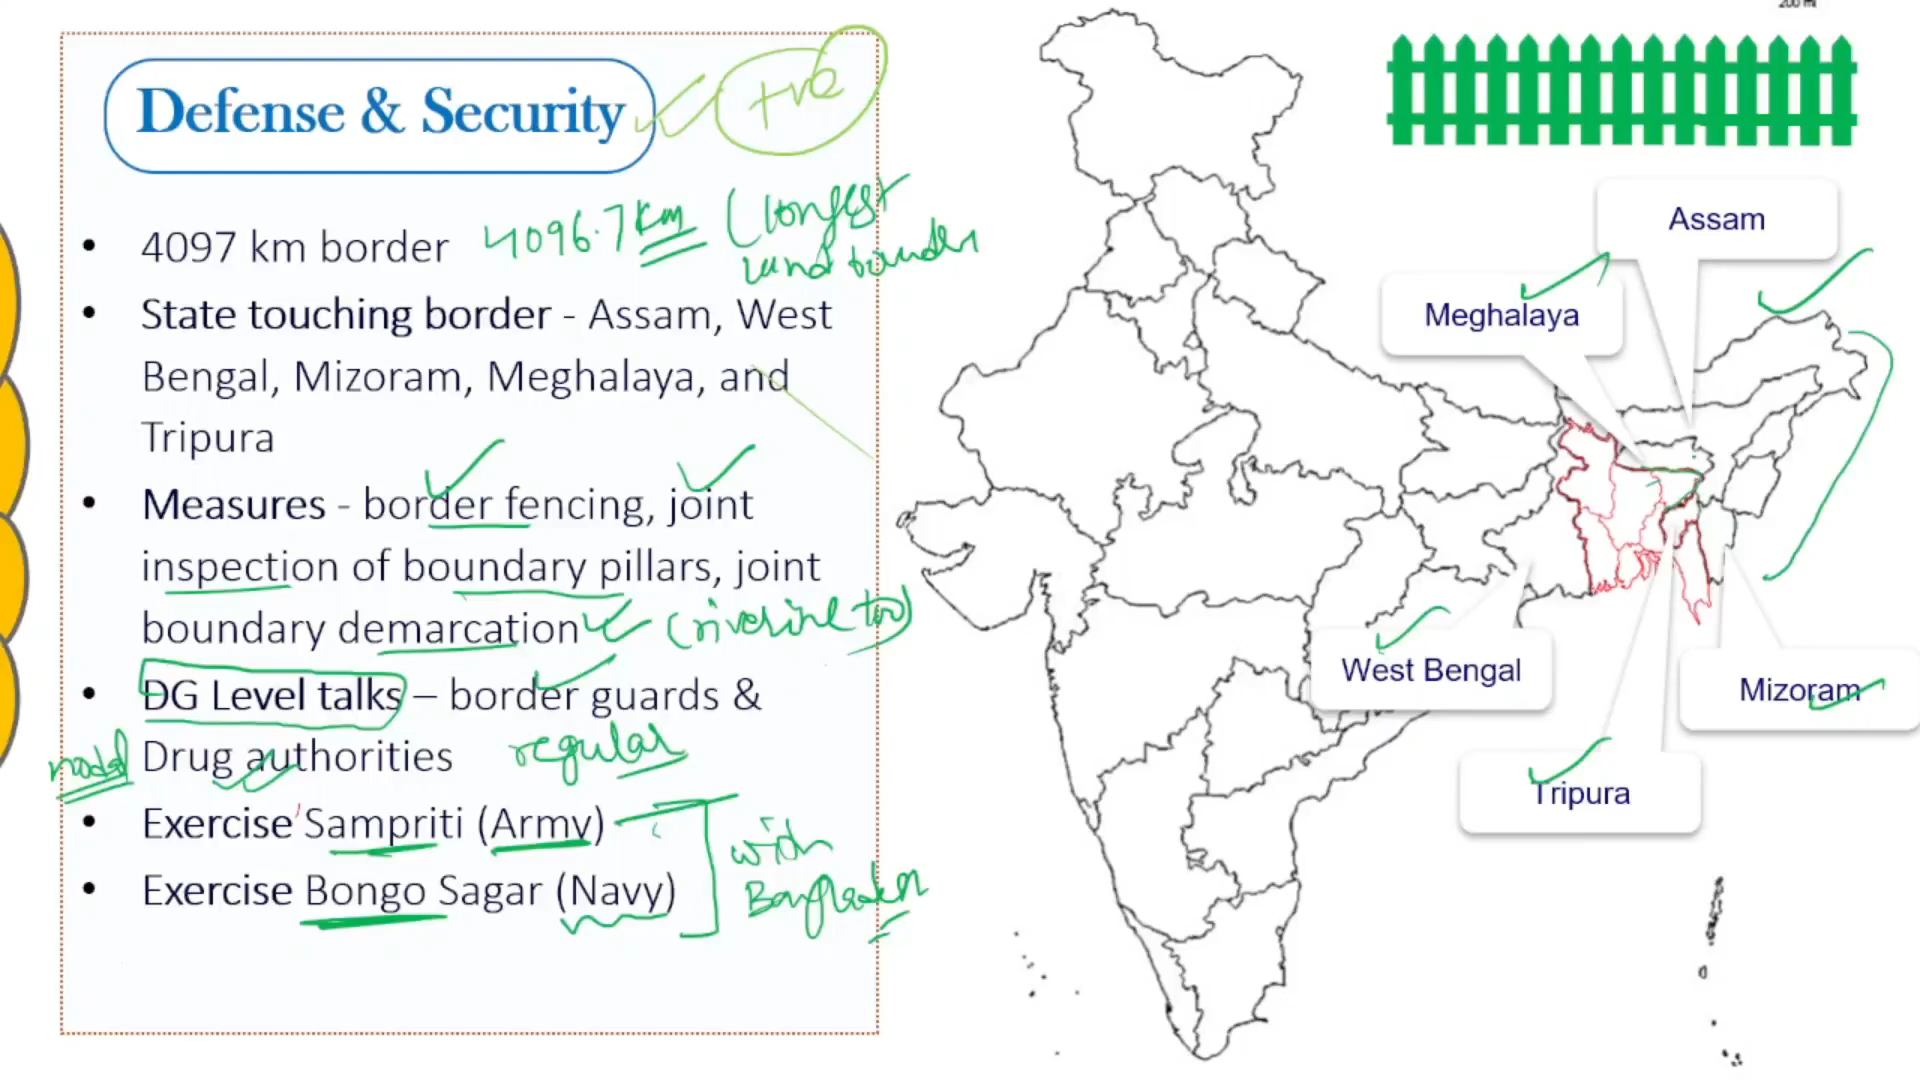 200 mi
Defense & Security
+ve
• 4097 km border
4096.7 km (longest
land border
• State touching border - Assam, West
Bengal, Mizoram, Meghalaya, and
Tripura
• Measures - border fencing, joint
inspection of boundary pillars, joint
boundary demarcation
(riverine too)
• DG Level talks – border guards &
nodal
Drug authorities
regular
• Exercise Sampriti (Army)
• Exercise Bongo Sagar (Navy)
with
Bangladesh
Assam
Meghalaya
West Bengal
Mizoram
Tripura